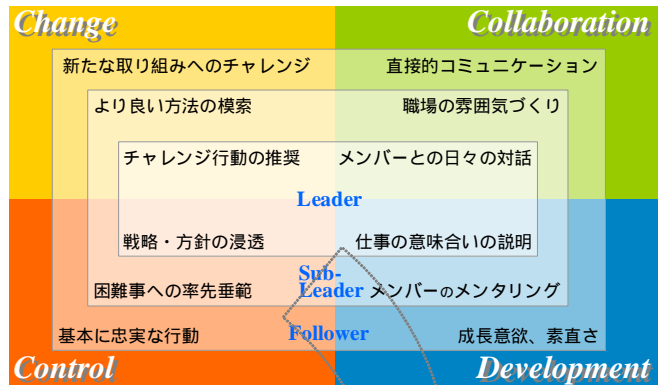 Change
Collaboration
新たな取り組みへのチャレンジ
直接的コミュニケーション
より良い方法の模索
職場の雰囲気づくり
チャレンジ行動の推奨
メンバーとの日々の対話
Leader
戦略・方針の浸透
仕事の意味合いの説明
Sub-
Leader
困難事への率先垂範
メンバーのメンタリング
基本に忠実な行動
Follower
成長意欲、素直さ
Control
Development